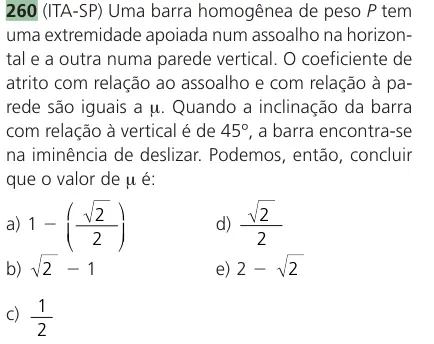 260 (ITA-SP) Uma barra homogênea de peso P tem
uma extremidade apoiada num assoalho na horizon-
tal e a outra numa parede vertical. O coeficiente de
atrito com relação ao assoalho e com relação à pa-
rede são iguais a μ. Quando a inclinação da barra
com relação à vertical é de 45°, a barra encontra-se
na iminência de deslizar. Podemos, então, concluir
que o valor de μ é:
a) 1 − (√2/2)
d) √2/2
b) √2 − 1
e) 2 − √2
c) 1/2